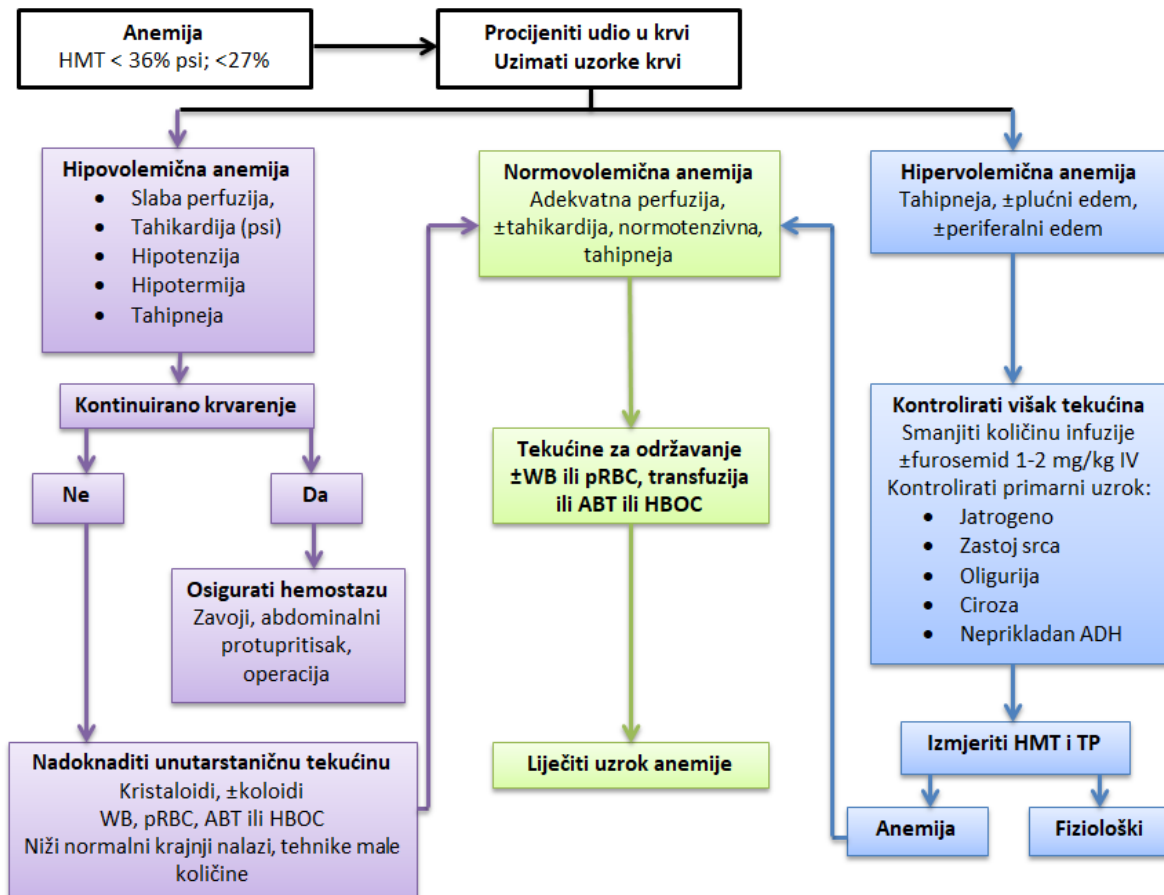 Anemija
HMT < 36% psi; <27%
Procijeniti udio u krvi
Uzimati uzorke krvi
Hipovolemična anemija
• Slaba perfuzija,
• Tahikardija (psi)
• Hipotenzija
• Hipotermija
• Tahipneja
Kontinuirano krvarenje
Ne
Da
Osigurati hemostazu
Zavoji, abdominalni
protupritisak,
operacija
Nadoknaditi unutarstaničnu tekućinu
Kristaloidi, ±koloidi
WB, pRBC, ABT ili HBOC
Niži normalni krajnji nalazi, tehnike male
količine
Normovolemična anemija
Adekvatna perfuzija,
±tahikardija, normotenzivna,
tahipneja
Tekućine za održavanje
±WB ili pRBC, transfuzija
ili ABT ili HBOC
Liječiti uzrok anemije
Hipervolemična anemija
Tahipneja, ±plućni edem,
±periferalni edem
Kontrolirati višak tekućina
Smanjiti količinu infuzije
±furosemid 1-2 mg/kg IV
Kontrolirati primarni uzrok:
• Jatrogeno
• Zastoj srca
• Oligurija
• Ciroza
• Neprikladan ADH
Izmjeriti HMT i TP
Anemija
Fiziološki